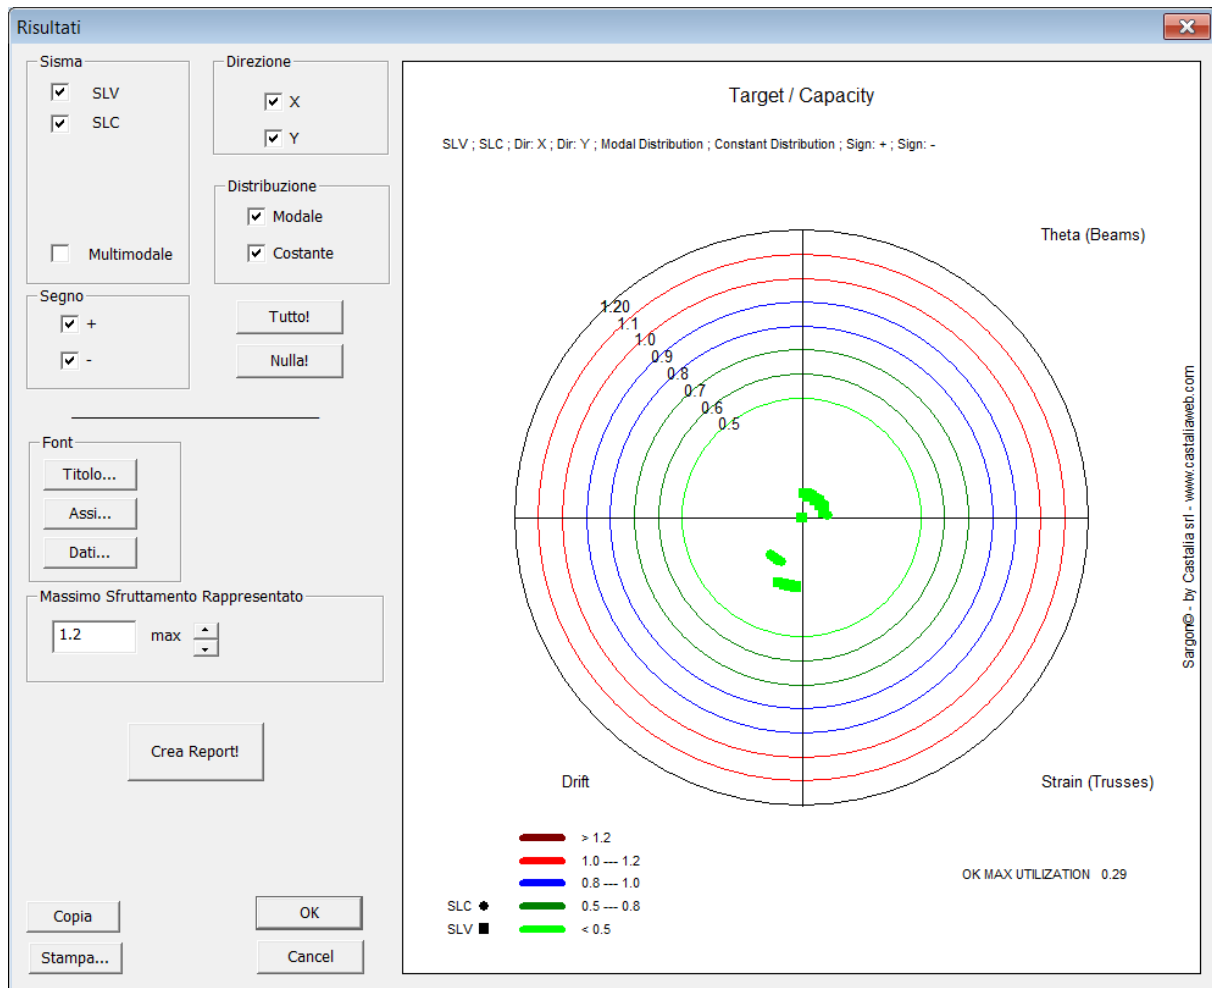 Risultati
Sisma
SLV
SLC
Multimodale
Direzione
X
Y
Distribuzione
Modale
Costante
Segno
+
-
Tutto!
Nulla!
Font
Titolo...
Assi...
Dati...
Massimo Sfruttamento Rappresentato
1.2 max
Crea Report!
Copia
OK
Stampa...
Cancel
Target / Capacity
SLV ; SLC ; Dir: X ; Dir: Y ; Modal Distribution ; Constant Distribution ; Sign: + ; Sign: -
Theta (Beams)
1.20
1.1
1.0
0.9
0.8
0.7
0.6
0.5
Drift
Strain (Trusses)
> 1.2
1.0 --- 1.2
0.8 --- 1.0
SLC 0.5 --- 0.8
SLV < 0.5
OK MAX UTILIZATION 0.29
Sargon© - by Castalia srl - www.castaliaweb.com